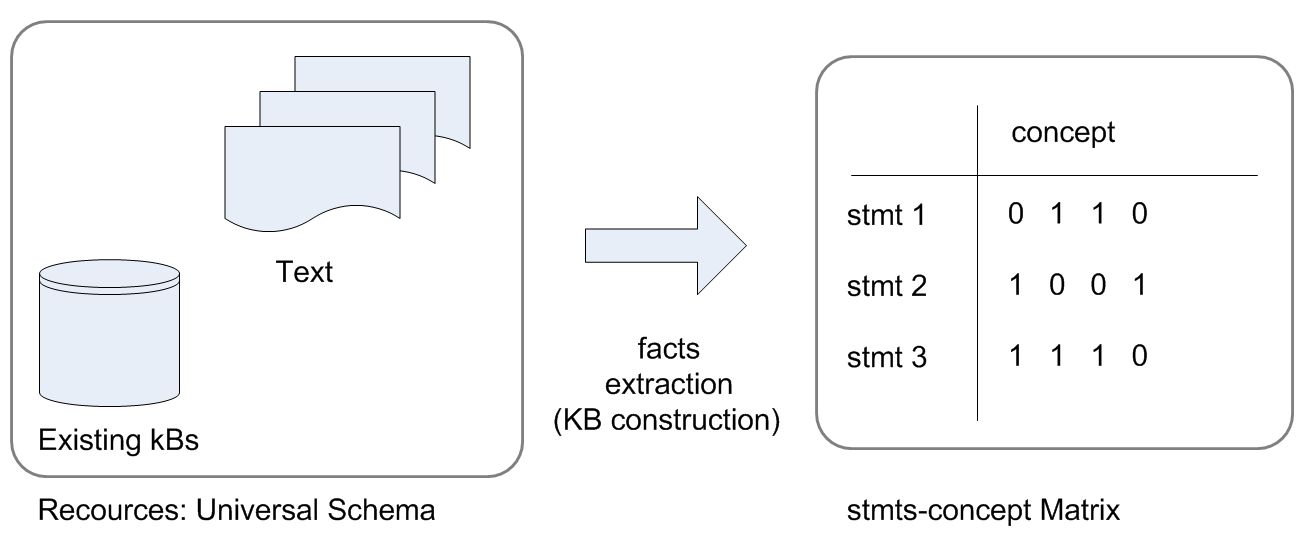 Text
Existing kBs
Recources: Universal Schema
facts
extraction
(KB construction)
concept
stmt 1 0 1 1 0
stmt 2 1 0 0 1
stmt 3 1 1 1 0
stmts-concept Matrix